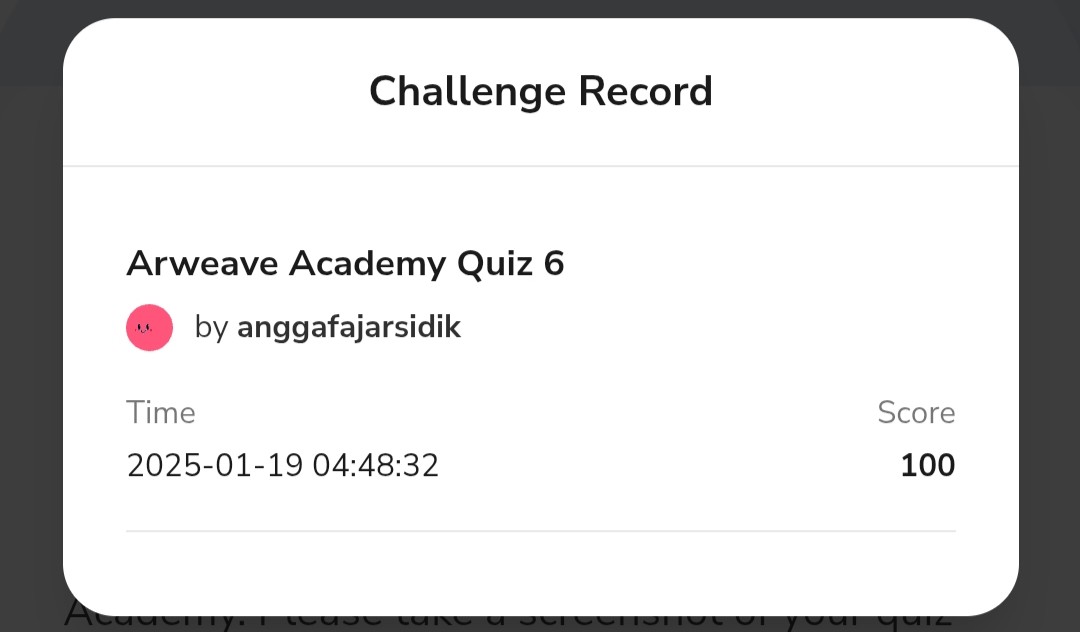 Challenge Record
Arweave Academy Quiz 6
by anggafajarsidik
Time
Score
2025-01-19 04:48:32
100
Academy. Please take a screenshot of your quiz